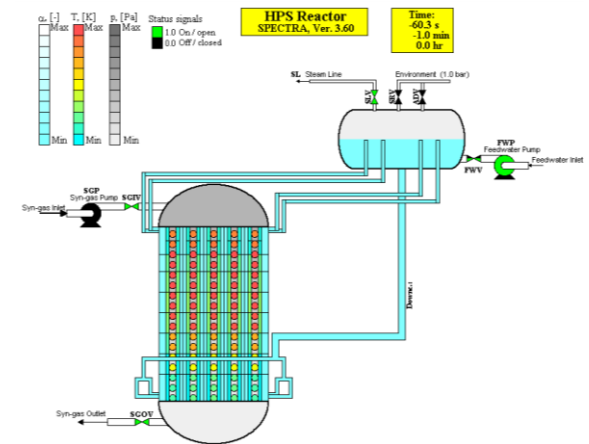 α, [-] T, [K] p, [Pa]
Max Max Max
Min Min Min
Status signals
1.0 On / open
0.0 Off / closed
HPS Reactor
SPECTRA, Ver. 3.60
Time:
-60.3 s
-1.0 min
0.0 hr
SL Steam Line
Environment (1.0 bar)
SLV
SRV
ADV
FWP
Feedwater Pump
Feedwater Inlet
FWV
SGP
Syn-gas Pump SGIV
Syn-gas Inlet
Syn-gas Outlet
SGOV